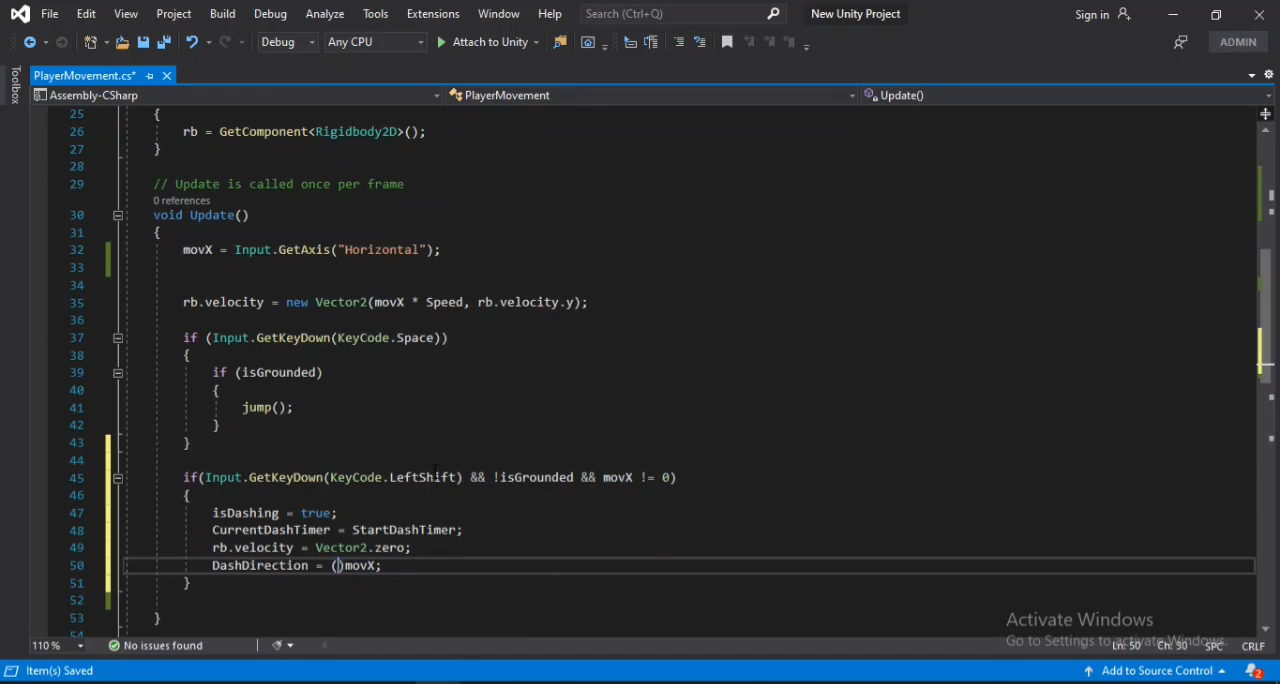 File Edit View Project Build Debug Analyze Tools Extensions Window Help Search (Ctrl+Q) New Unity Project Sign in
Debug Any CPU Attach to Unity ADMIN
Toolbox
PlayerMovement.cs*
Assembly-CSharp PlayerMovement Update()
25 {
26 rb = GetComponent<Rigidbody2D>();
27 }
28
29 // Update is called once per frame
0 references
30 void Update()
31 {
32 movX = Input.GetAxis("Horizontal");
33
34
35 rb.velocity = new Vector2(movX * Speed, rb.velocity.y);
36
37 if (Input.GetKeyDown(KeyCode.Space))
38 {
39 if (isGrounded)
40 {
41 jump();
42 }
43 }
44
45 if(Input.GetKeyDown(KeyCode.LeftShift) && !isGrounded && movX != 0)
46 {
47 isDashing = true;
48 CurrentDashTimer = StartDashTimer;
49 rb.velocity = Vector2.zero;
50 DashDirection = ()movX;
51 }
52
53 }
54
Activate Windows
Go to Settings to activate Windows.
110 % No issues found Ln: 50 Ch: 30 SPC CRLF
Item(s) Saved Add to Source Control 2